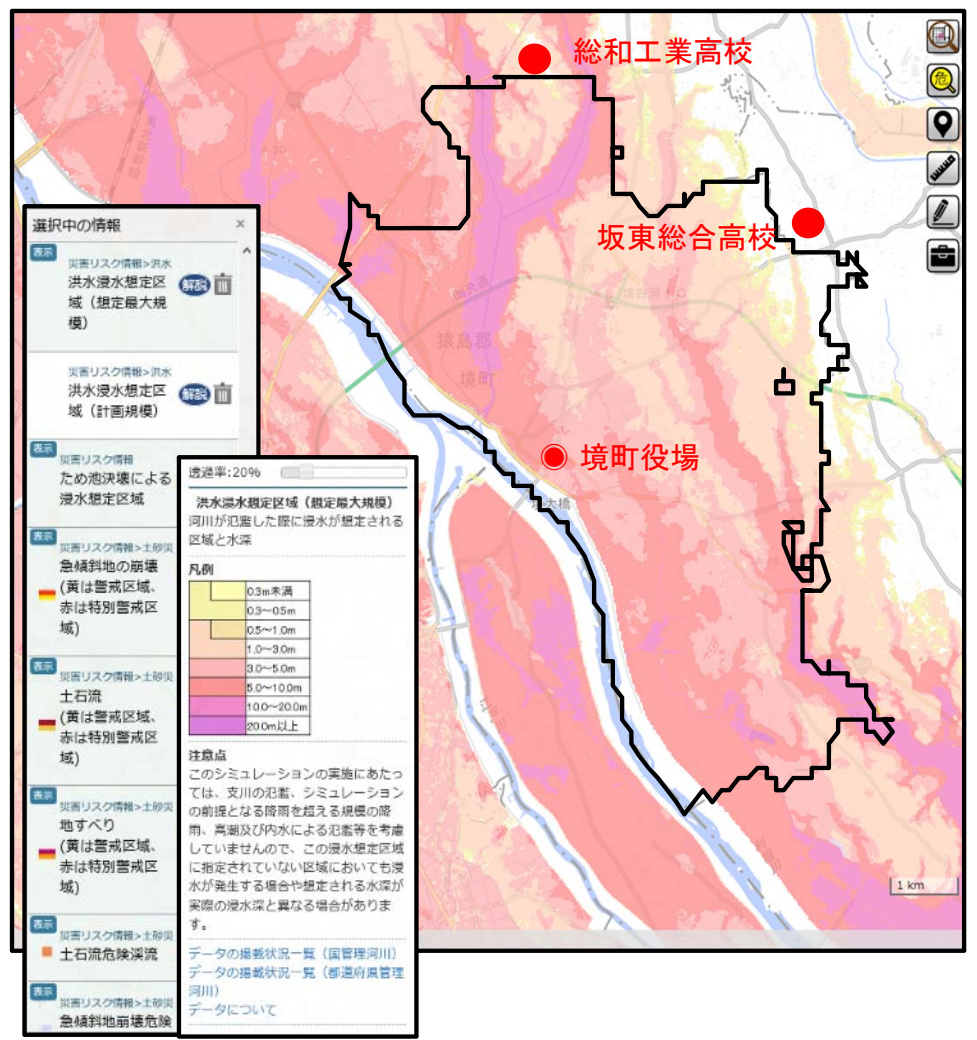 総和工業高校
坂東総合高校
猿島郡
境町
境町役場
境大橋
1 km
選択中の情報
×
表示
災害リスク情報>洪水
洪水浸水想定区
域（想定最大規
模）
解説
災害リスク情報>洪水
洪水浸水想定区
域（計画規模）
解説
表示
災害リスク情報
ため池決壊による
浸水想定区域
表示
災害リスク情報>土砂災
急傾斜地の崩壊
(黄は警戒区域、
赤は特別警戒区
域)
表示
災害リスク情報>土砂災
土石流
(黄は警戒区域、
赤は特別警戒区
域)
表示
災害リスク情報>土砂災
地すべり
(黄は警戒区域、
赤は特別警戒区
域)
表示
災害リスク情報>土砂災
土石流危険渓流
表示
災害リスク情報>土砂災
急傾斜地崩壊危険
透過率:20%
洪水浸水想定区域（想定最大規模）
河川が氾濫した際に浸水が想定される
区域と水深
凡例
0.3m未満
0.3～0.5m
0.5～1.0m
1.0～3.0m
3.0～5.0m
5.0～10.0m
10.0～20.0m
20.0m以上
注意点
このシミュレーションの実施にあたっ
ては、支川の氾濫、シミュレーション
の前提となる降雨を超える規模の降
雨、高潮及び内水による氾濫等を考慮
していませんので、この浸水想定区域
に指定されていない区域においても浸
水が発生する場合や想定される水深が
実際の浸水深と異なる場合がありま
す。
データの掲載状況一覧（国管理河川）
データの掲載状況一覧（都道府県管理
河川）
データについて
危